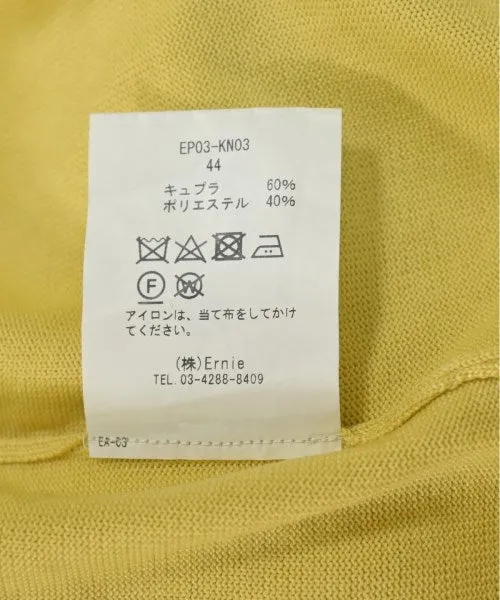 EP03-KN03
44
キュプラ 60%
ポリエステル 40%
F W
アイロンは、当て布をしてかけ
てください。
(株)Ernie
TEL.03-4288-8409
EA-03